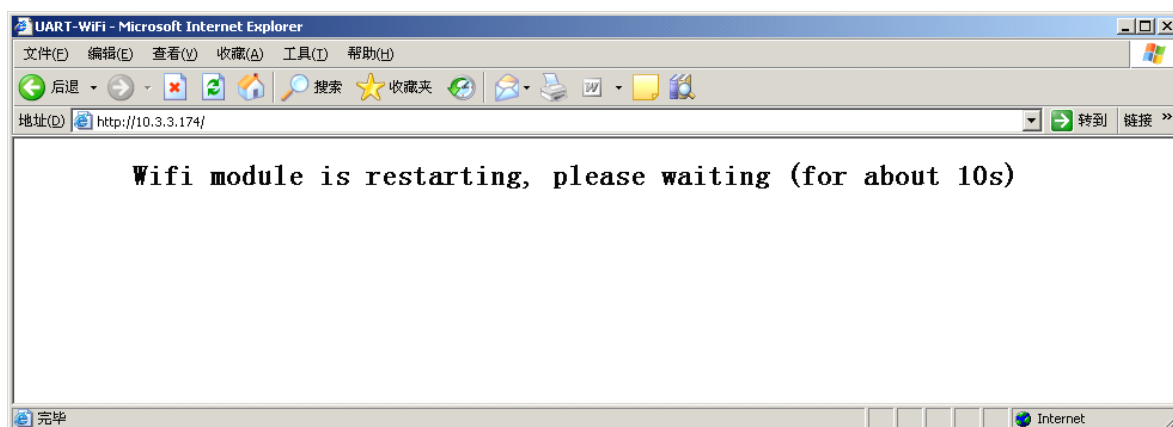 UART-WiFi - Microsoft Internet Explorer
文件(F) 编辑(E) 查看(V) 收藏(A) 工具(T) 帮助(H)
后退 搜索 收藏夹
地址(D) http://10.3.3.174/ 转到 链接 »
Wifi module is restarting, please waiting (for about 10s)
完毕 Internet